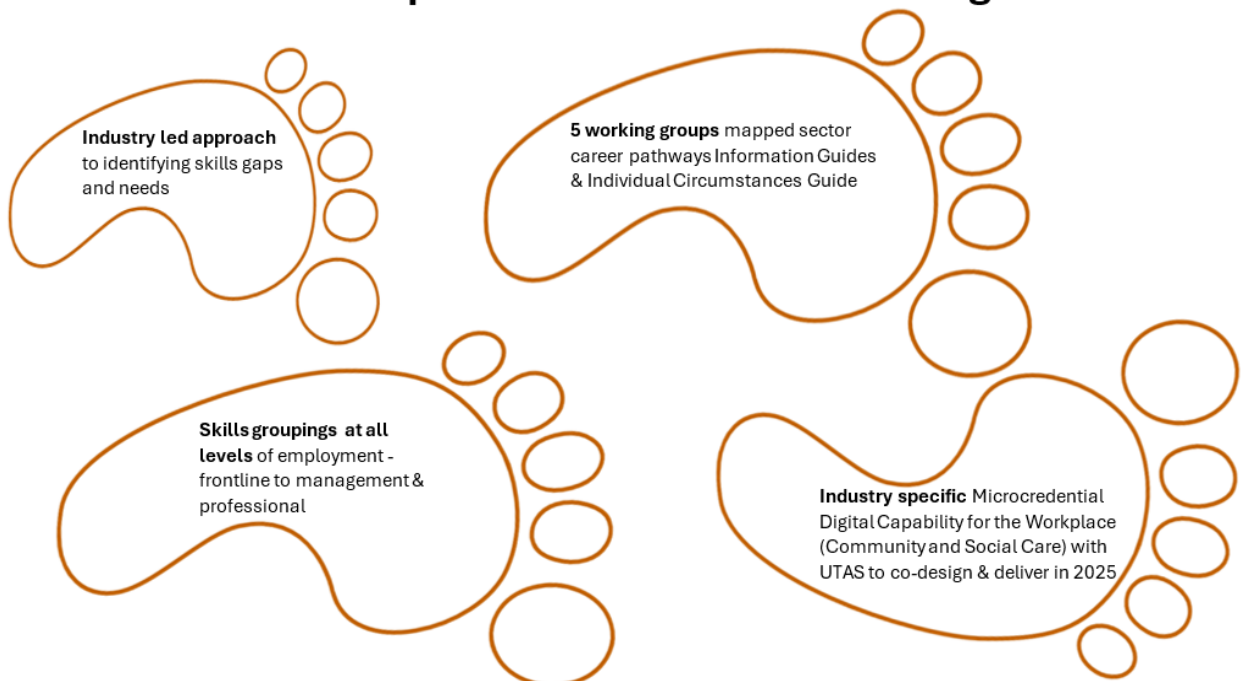 Industry led approach
to identifying skills gaps
and needs
5 working groups mapped sector
career pathways Information Guides
& Individual Circumstances Guide
Skills groupings at all
levels of employment -
frontline to management &
professional
Industry specific Microcredential
Digital Capability for the Workplace
(Community and Social Care) with
UTAS to co-design & deliver in 2025